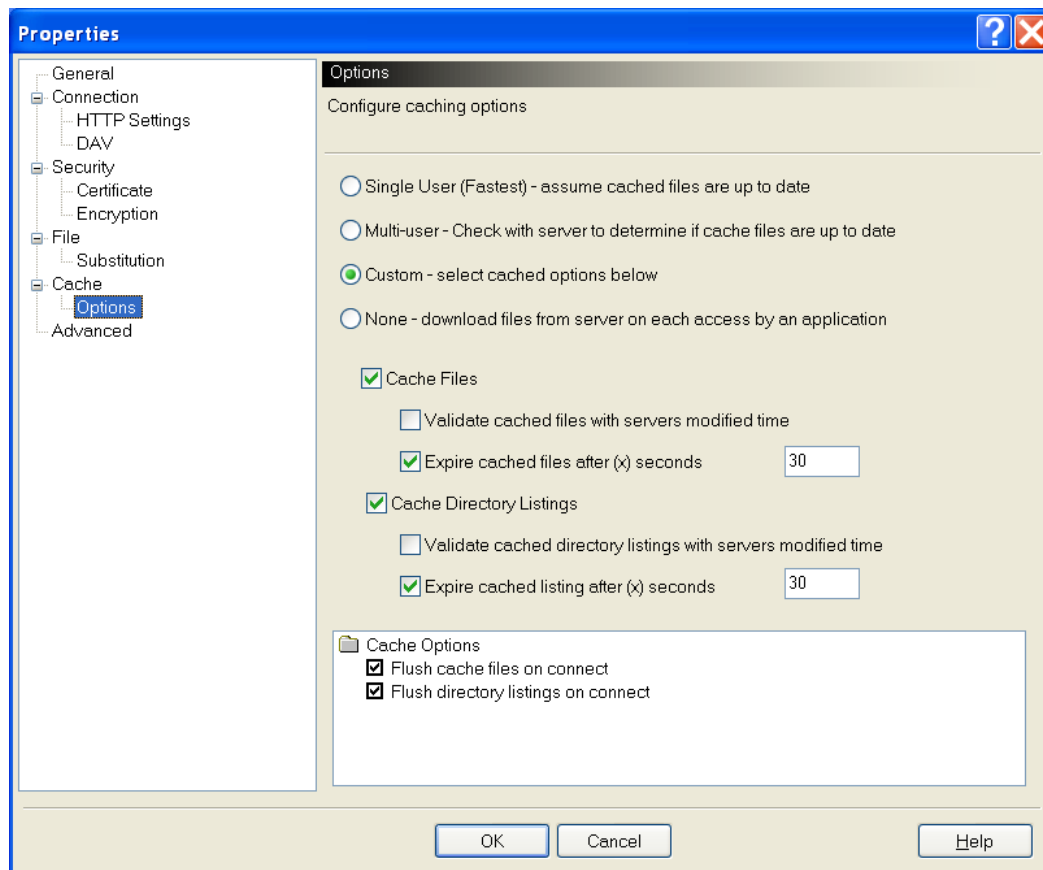 Properties
General
Connection
HTTP Settings
DAV
Security
Certificate
Encryption
File
Substitution
Cache
Options
Advanced
Options
Configure caching options
Single User (Fastest) - assume cached files are up to date
Multi-user - Check with server to determine if cache files are up to date
Custom - select cached options below
None - download files from server on each access by an application
Cache Files
Validate cached files with servers modified time
Expire cached files after (x) seconds 30
Cache Directory Listings
Validate cached directory listings with servers modified time
Expire cached listing after (x) seconds 30
Cache Options
Flush cache files on connect
Flush directory listings on connect
OK Cancel Help